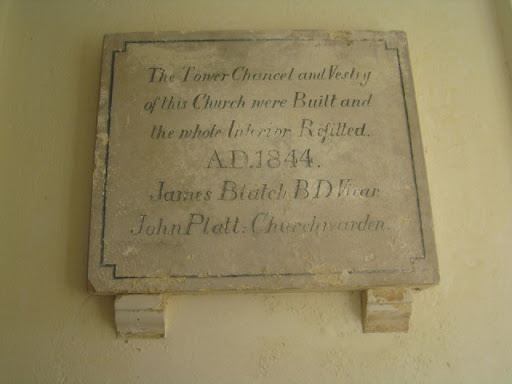 The Tower Chancel and Vestry
of this Church were Built and
the whole Interior Refitted.
A.D.1844.
James Blatch B D Vicar
John Platt: Churchwarden.